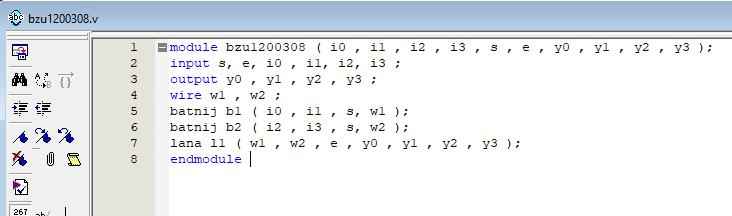 abc bzu1200308.v
1 module bzu1200308 ( i0 , i1 , i2 , i3 , s , e , y0 , y1 , y2 , y3 );
2 input s, e, i0 , i1, i2, i3 ;
3 output y0 , y1 , y2 , y3 ;
4 wire w1 , w2 ;
5 batnij b1 ( i0 , i1 , s, w1 );
6 batnij b2 ( i2 , i3 , s, w2 );
7 lana l1 ( w1 , w2 , e , y0 , y1 , y2 , y3 );
8 endmodule
267 ab/